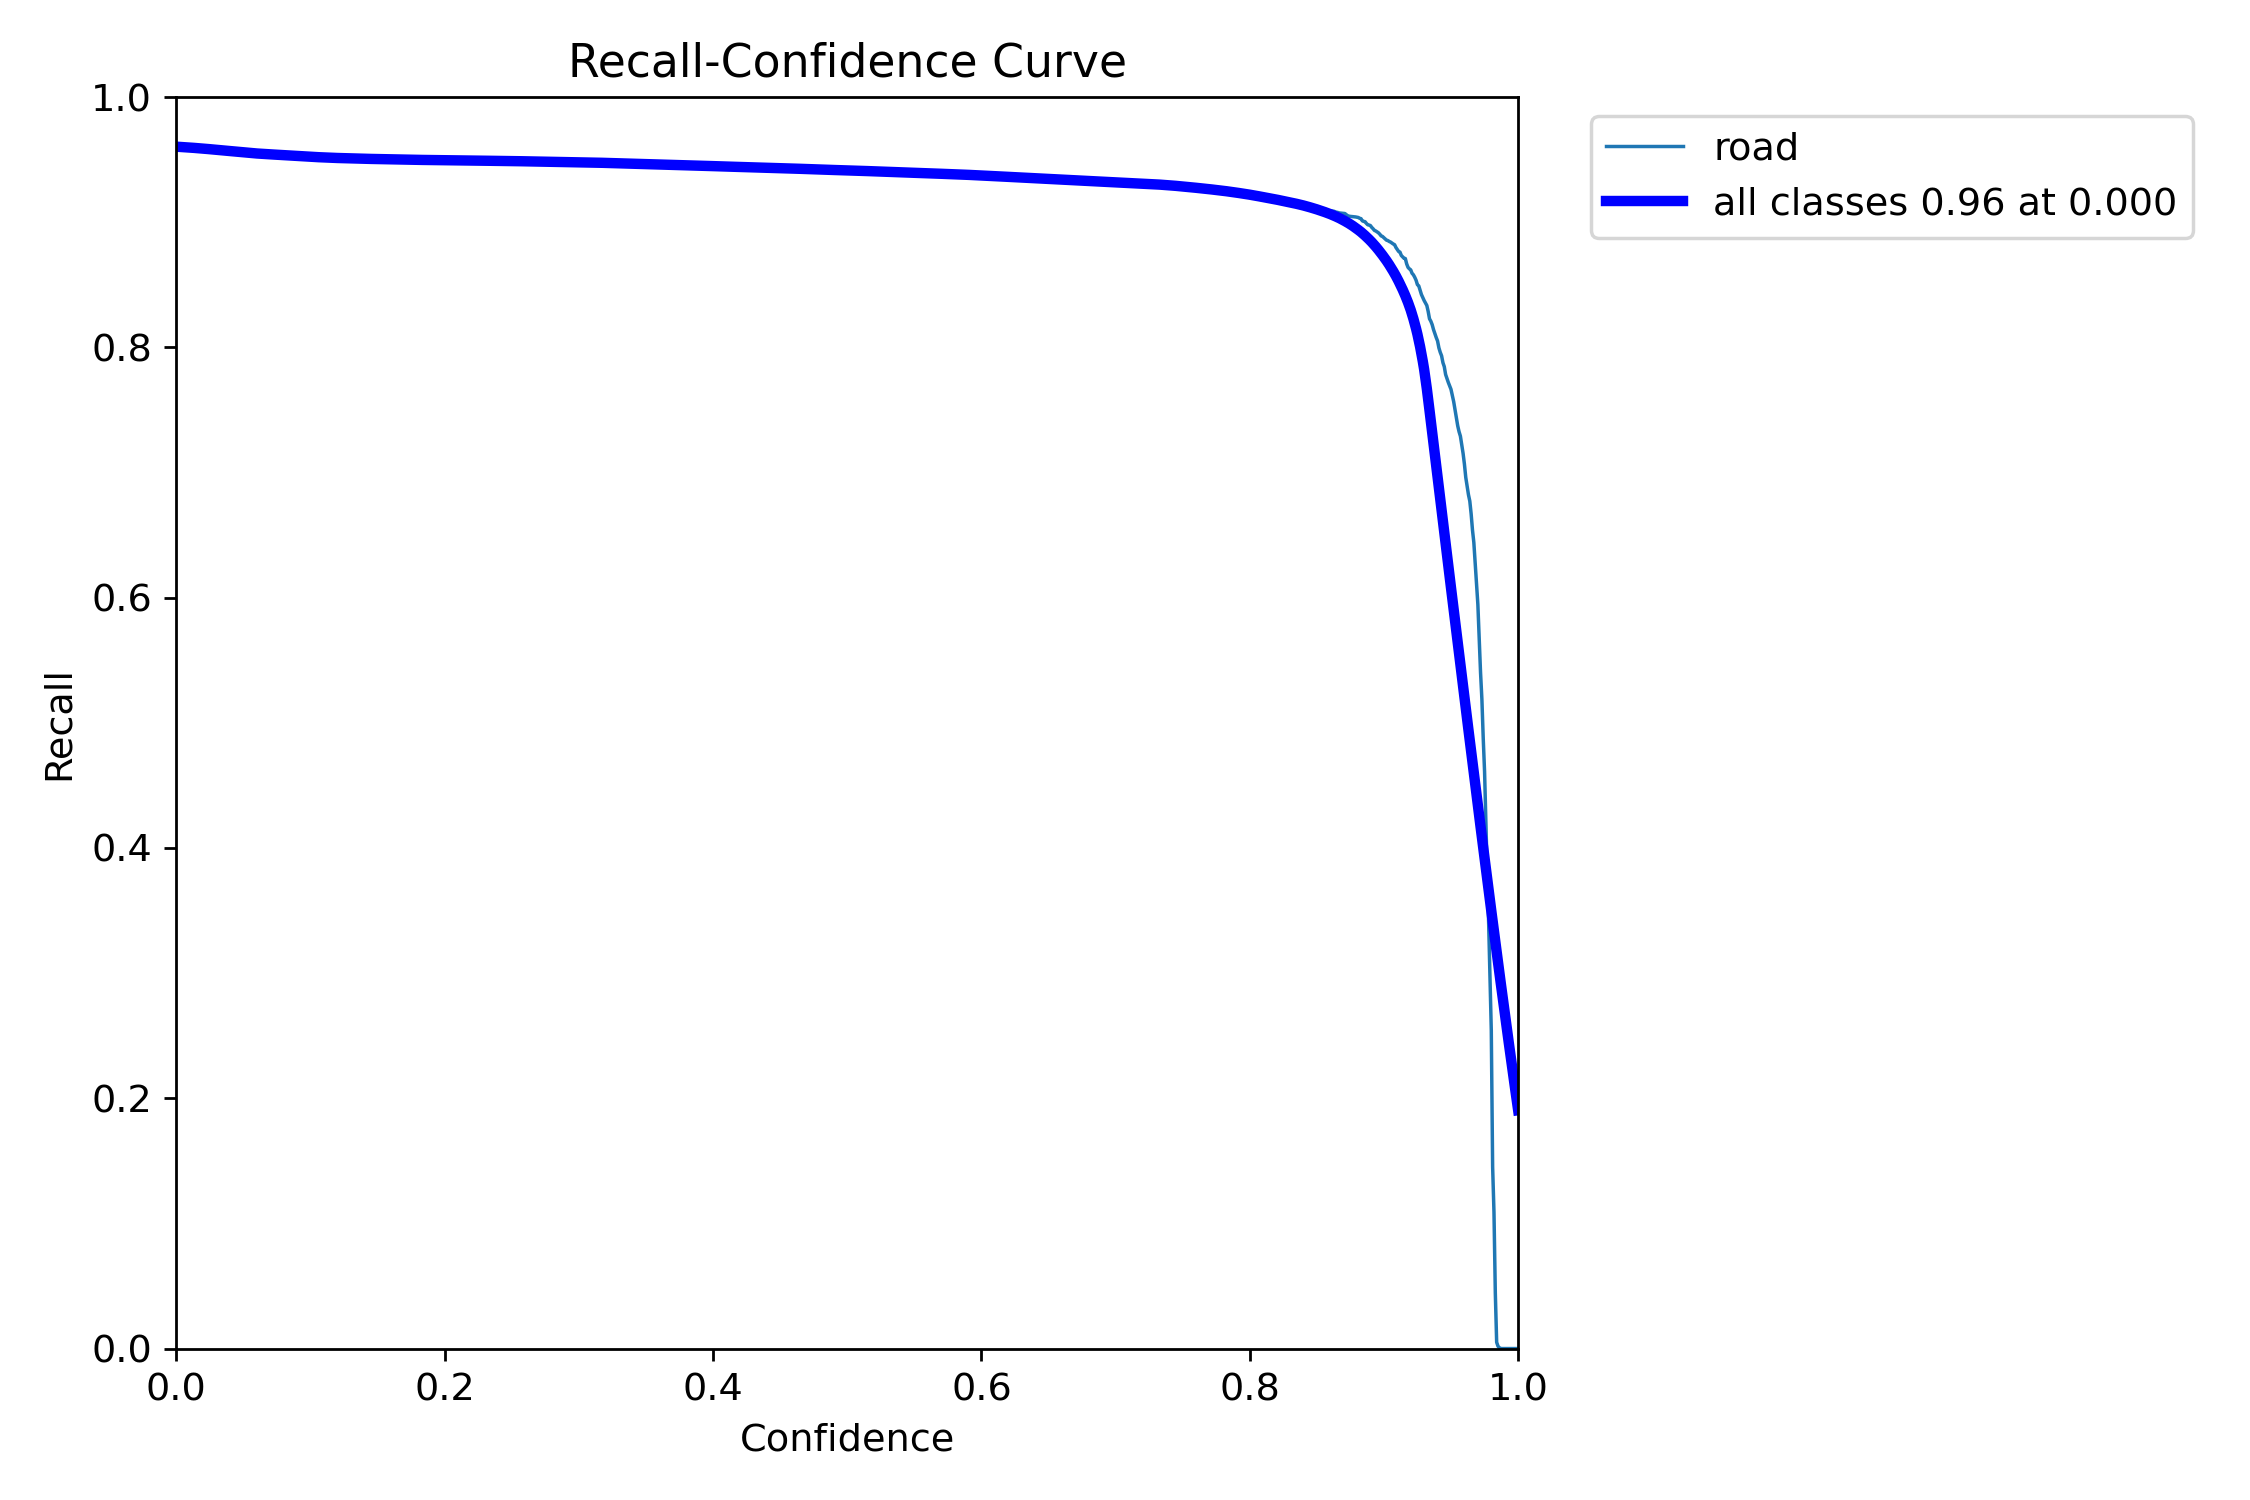 Recall-Confidence Curve
1.0
0.8
0.6
0.4
0.2
0.0
Recall
0.0 0.2 0.4 0.6 0.8 1.0
Confidence
road
all classes 0.96 at 0.000